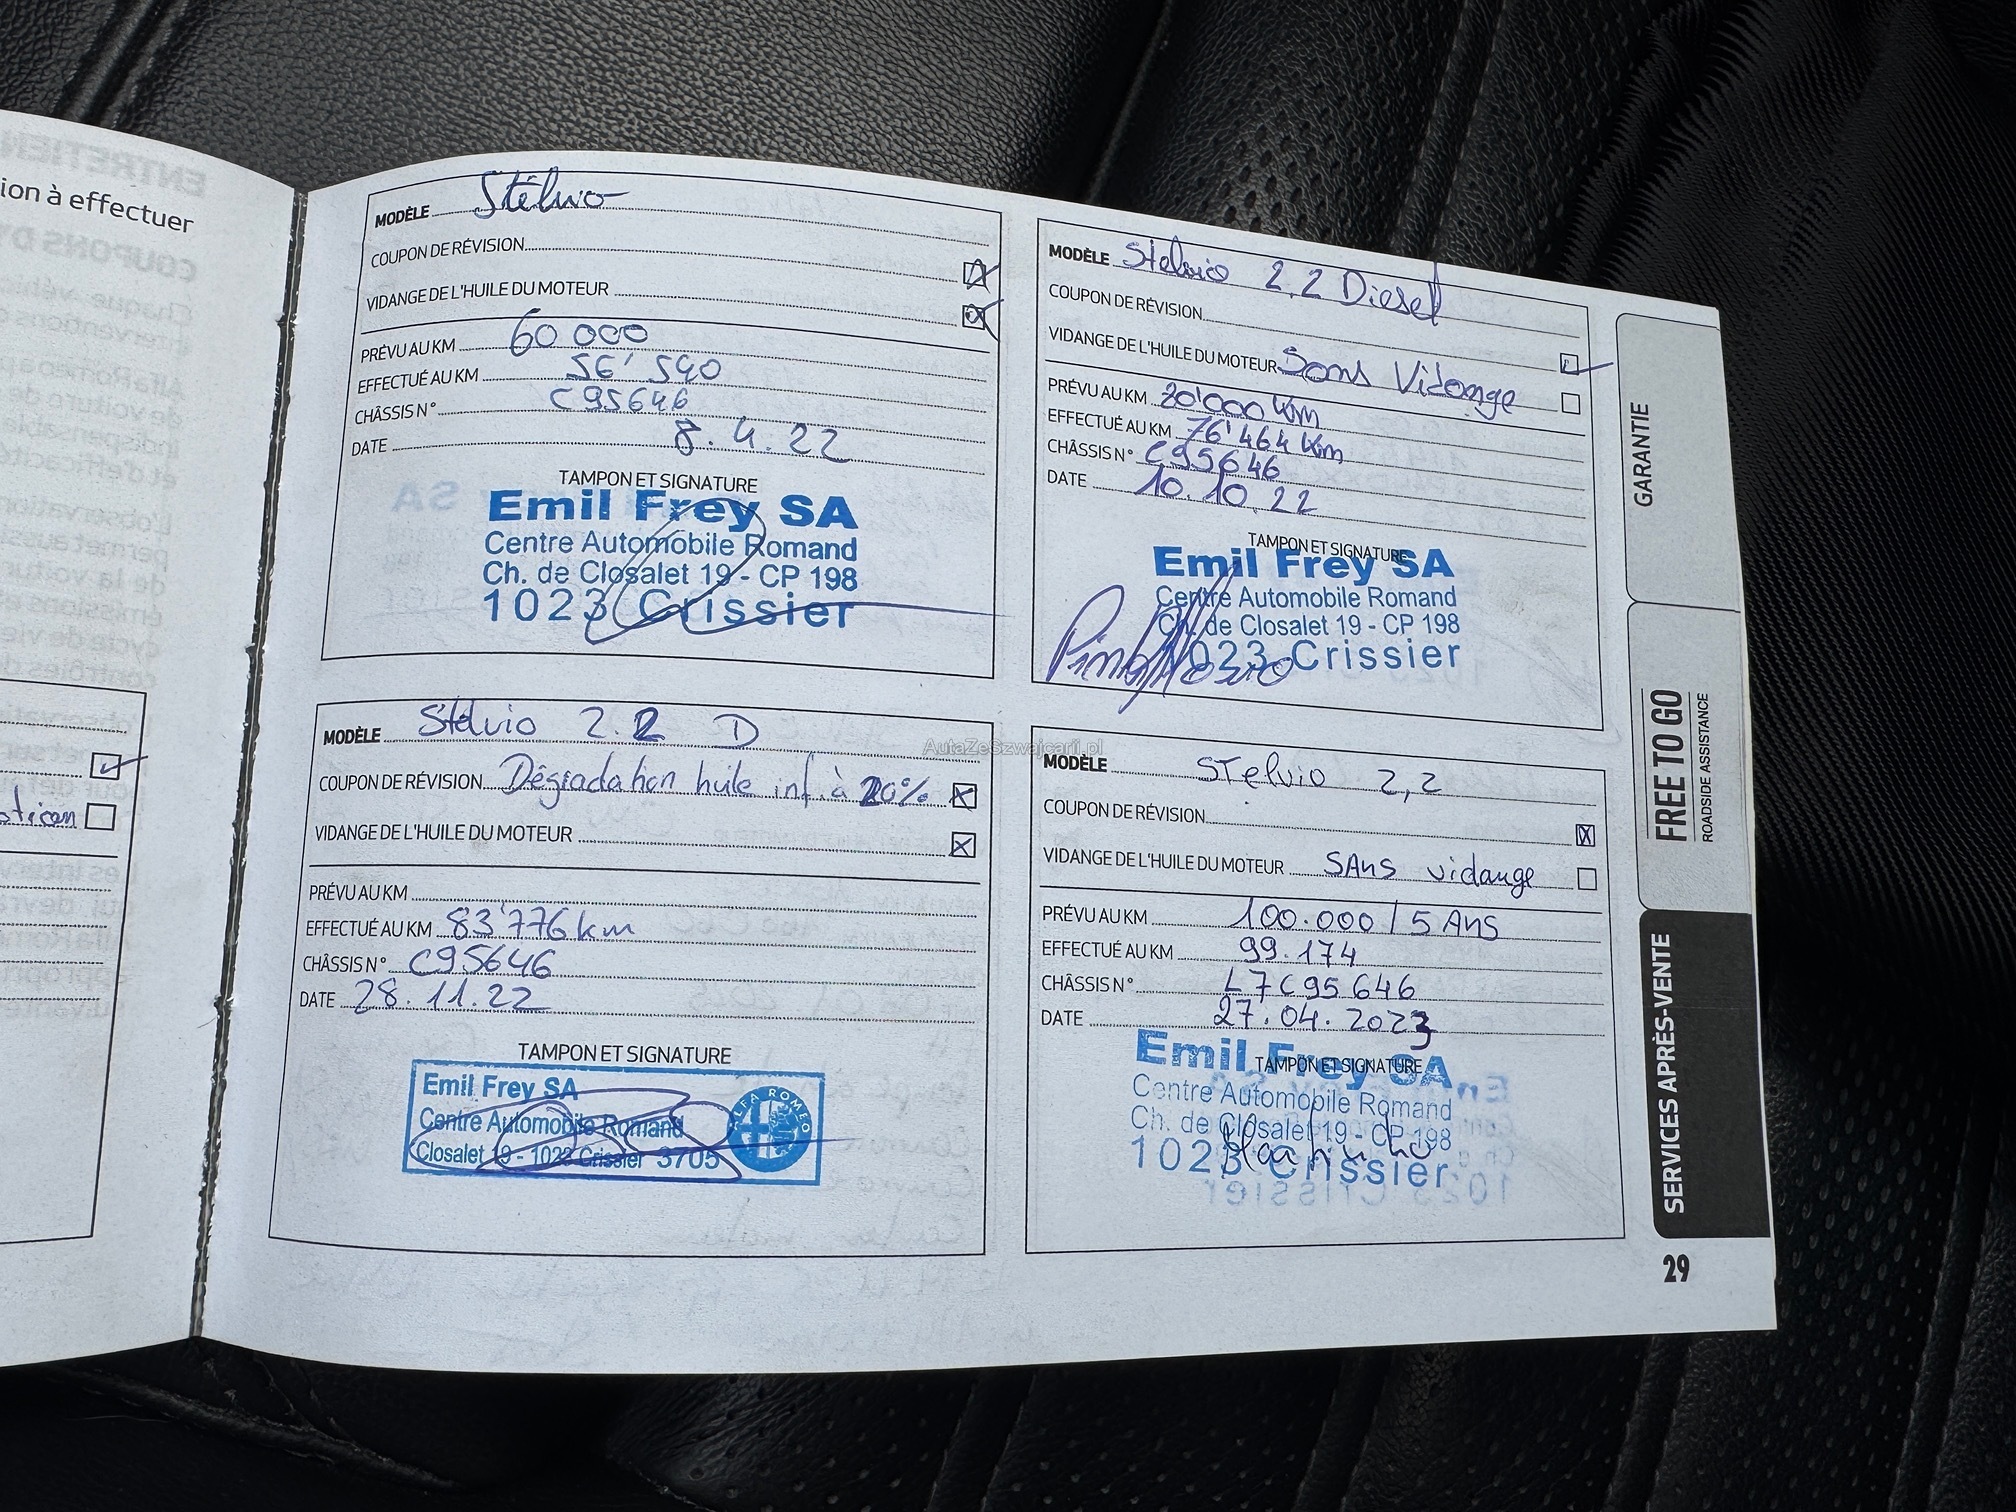 ion à effectuer
otion
MODÈLE Stélvio
COUPON DE RÉVISION
VIDANGE DE L'HUILE DU MOTEUR
PRÉVU AU KM 60 000
EFFECTUÉ AU KM 56'540
CHÂSSIS N° C95646
DATE 8.4.22
TAMPON ET SIGNATURE
Emil Frey SA
Centre Automobile Romand
Ch. de Closalet 19 - CP 198
1023 Crissier
MODÈLE Stelvio 2.2 Diesel
COUPON DE RÉVISION
VIDANGE DE L'HUILE DU MOTEUR Sans Vidange
PRÉVU AU KM 20'000 Km
EFFECTUÉ AU KM 76'464 Km
CHÂSSIS N° C95646
DATE 10.10.22
TAMPON ET SIGNATURE
Emil Frey SA
Centre Automobile Romand
Ch. de Closalet 19 - CP 198
1023 Crissier
MODÈLE Stelvio 2.2 D
COUPON DE RÉVISION Dégradation huile inf. à 20%
VIDANGE DE L'HUILE DU MOTEUR
PRÉVU AU KM
EFFECTUÉ AU KM 83'776 km
CHÂSSIS N° C95646
DATE 28.11.22
TAMPON ET SIGNATURE
Emil Frey SA
Centre Automobile Romand
Closalet 19 - 1023 Crissier 3705
ALFA ROMEO
MODÈLE STelvio 2,2
COUPON DE RÉVISION
VIDANGE DE L'HUILE DU MOTEUR SAns vidange
PRÉVU AU KM 100.000 / 5 Ans
EFFECTUÉ AU KM 99.174
CHÂSSIS N° L7C95646
DATE 27.04.2023
TAMPON ET SIGNATURE
Emil Frey SA
Centre Automobile Romand
Ch. de Closalet 19 - CP 198
1023 Crissier
GARANTIE
FREE TO GO
ROADSIDE ASSISTANCE
SERVICES APRÈS-VENTE
29
AutaZeSzwajcarii.pl